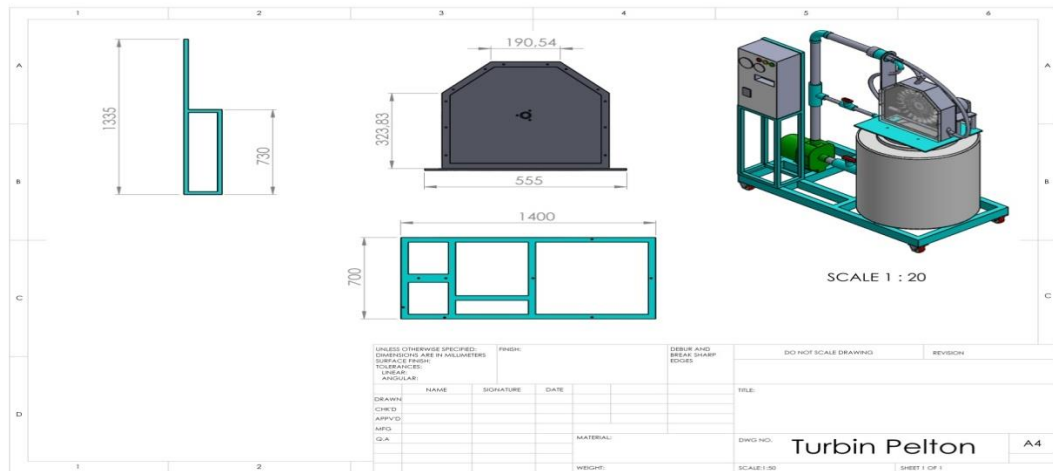 1 2 3 4 5 6
A A
1335
730
190,54
323,83
555
B B
1400
700
SCALE 1 : 20
C C
UNLESS OTHERWISE SPECIFIED:
DIMENSIONS ARE IN MILLIMETERS
SURFACE FINISH:
TOLERANCES:
LINEAR:
ANGULAR:
FINISH:
DEBUR AND
BREAK SHARP
EDGES
DO NOT SCALE DRAWING
REVISION
NAME SIGNATURE DATE
TITLE:
DRAWN
CHK'D
APPV'D
MFG
Q.A
D
MATERIAL:
DWG NO.
Turbin Pelton
A4
WEIGHT:
SCALE:1:50
SHEET 1 OF 1
1 2